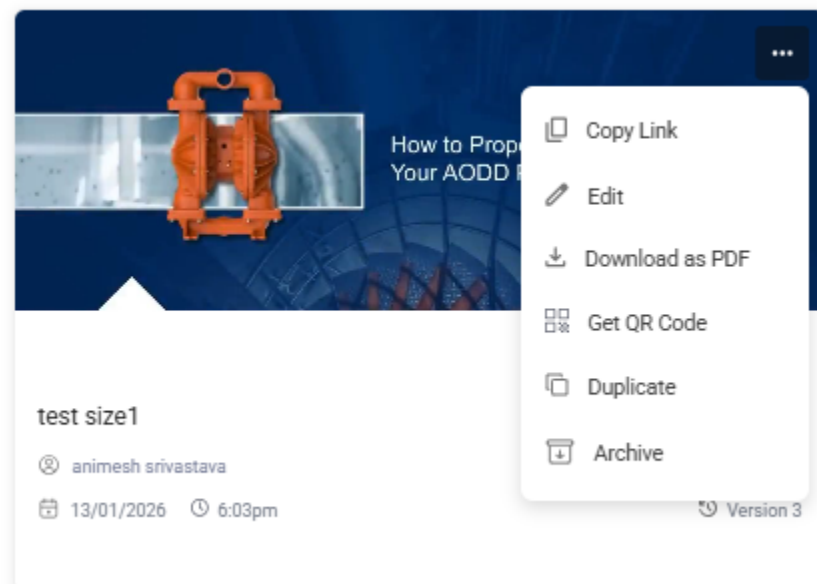 How to Prop
Your AODD
Copy Link
Edit
Download as PDF
Get QR Code
Duplicate
Archive
test size1
animesh srivastava
13/01/2026 6:03pm
Version 3